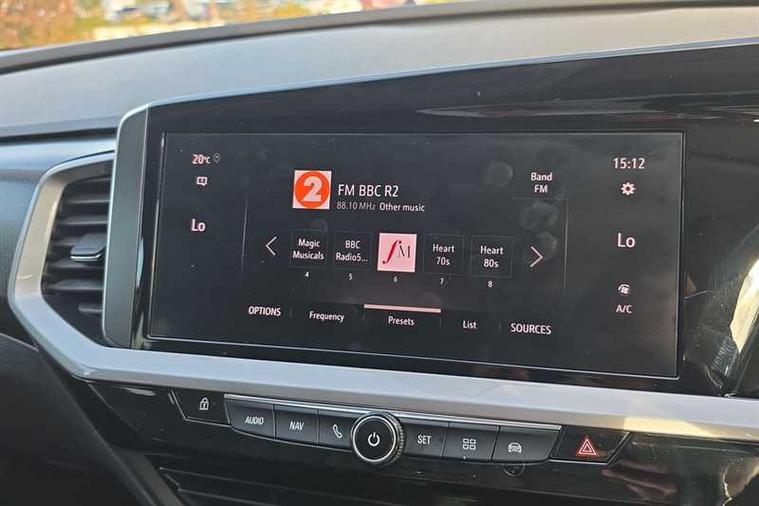 20°C
15:12
2
FM BBC R2
88.10 MHz Other music
Band
FM
Lo
Lo
Magic
Musicals
4
BBC
Radio5...
5
fM
6
Heart
70s
7
Heart
80s
8
A/C
OPTIONS
Frequency
Presets
List
SOURCES
AUDIO
NAV
SET